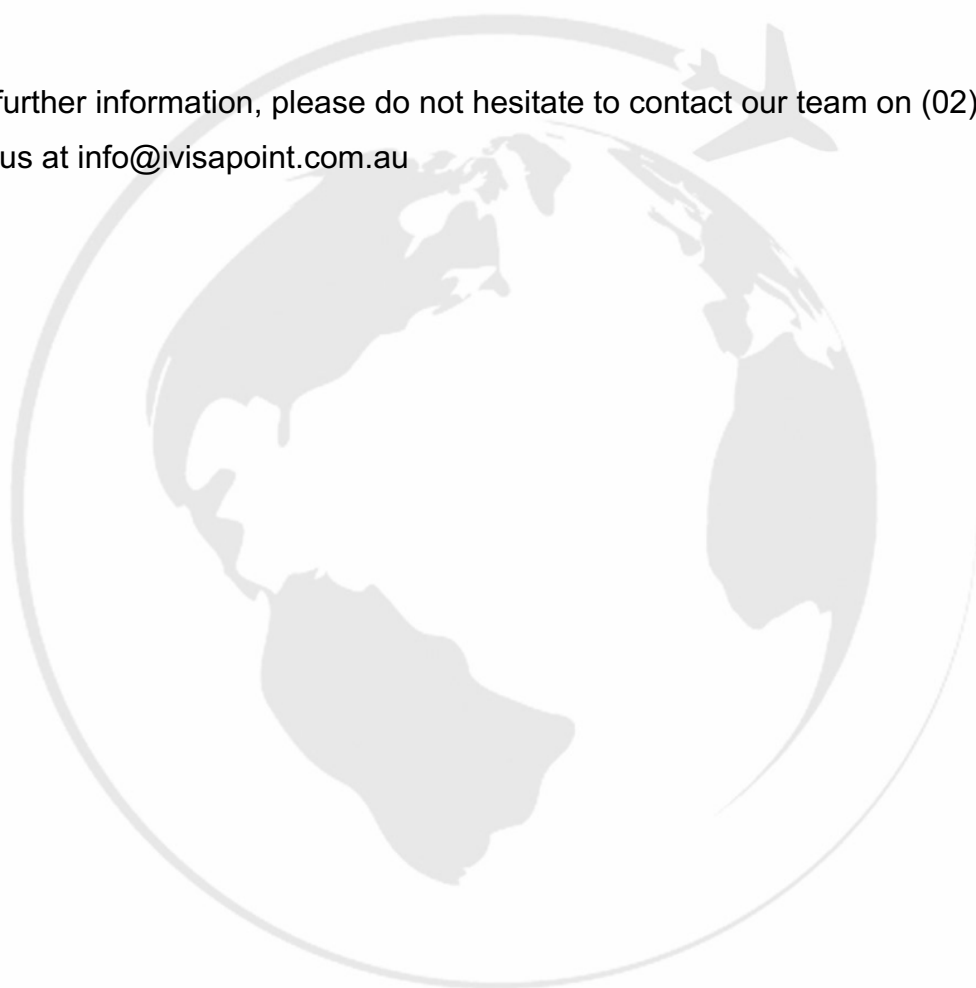 further information, please do not hesitate to contact our team on (02)
us at info@ivisapoint.com.au